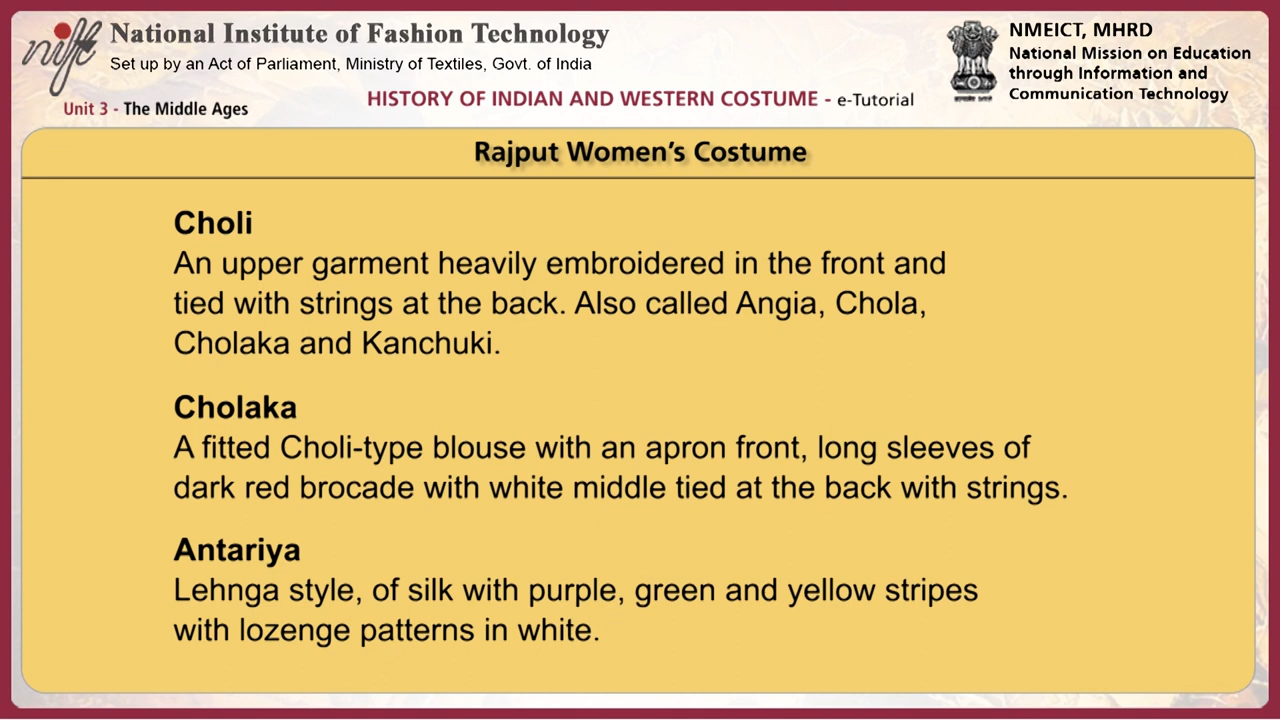 nift
National Institute of Fashion Technology
Set up by an Act of Parliament, Ministry of Textiles, Govt. of India
NMEICT, MHRD
National Mission on Education
through Information and
Communication Technology
Unit 3 - The Middle Ages
HISTORY OF INDIAN AND WESTERN COSTUME - e-Tutorial
Rajput Women's Costume
Choli
An upper garment heavily embroidered in the front and
tied with strings at the back. Also called Angia, Chola,
Cholaka and Kanchuki.
Cholaka
A fitted Choli-type blouse with an apron front, long sleeves of
dark red brocade with white middle tied at the back with strings.
Antariya
Lehnga style, of silk with purple, green and yellow stripes
with lozenge patterns in white.